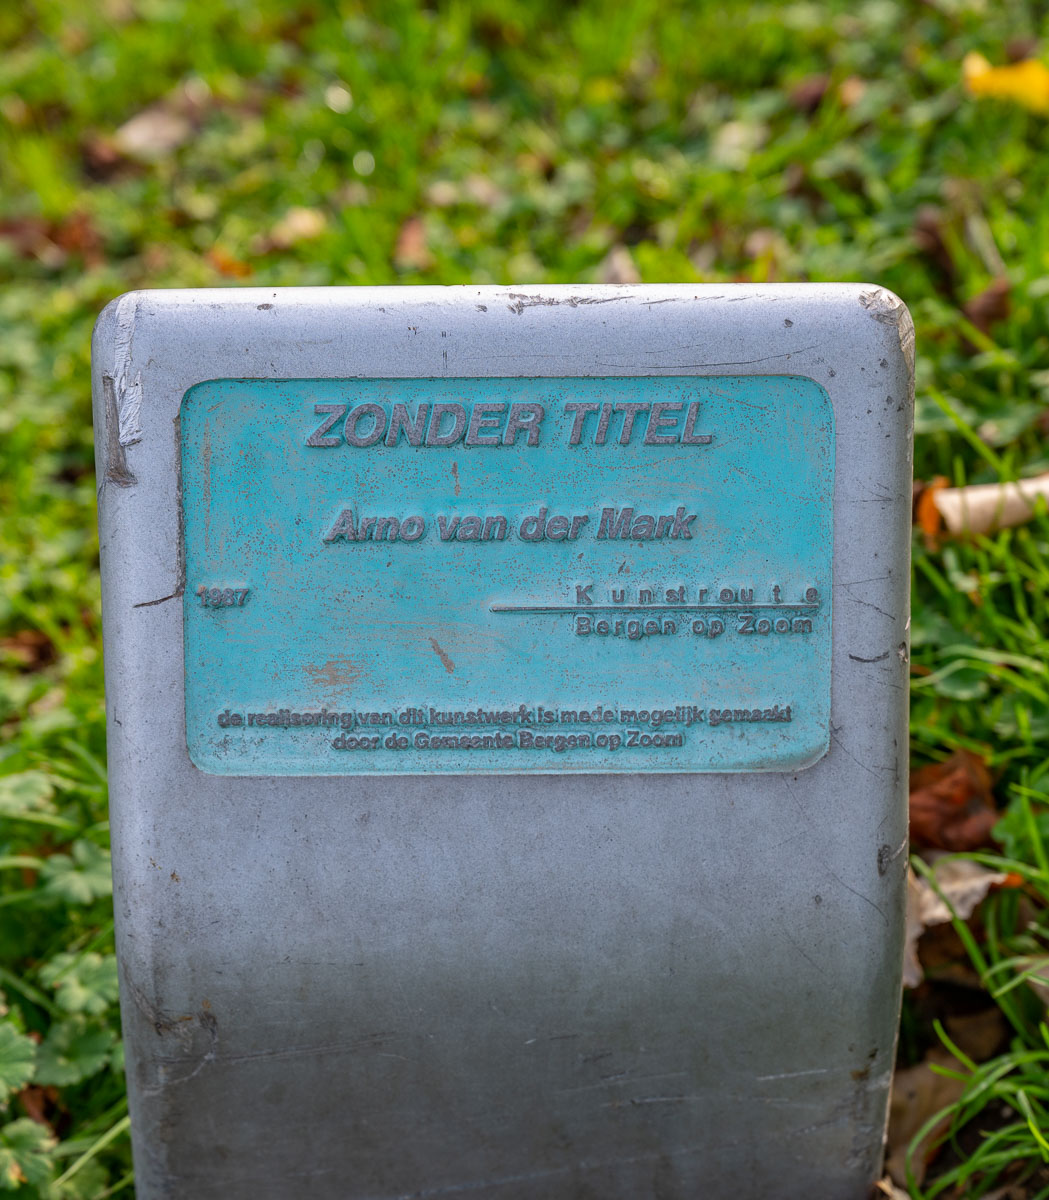 ZONDER TITEL
Arno van der Mark
1987
Kunstroute
Bergen op Zoom
de realisering van dit kunstwerk is mede mogelijk gemaakt
door de Gemeente Bergen op Zoom